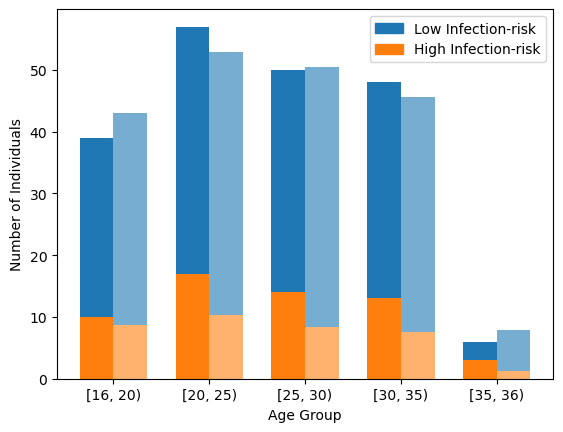 Low Infection-risk
High Infection-risk
50
40
30
20
10
0
Number of Individuals
[16, 20)
[20, 25)
[25, 30)
[30, 35)
[35, 36)
Age Group